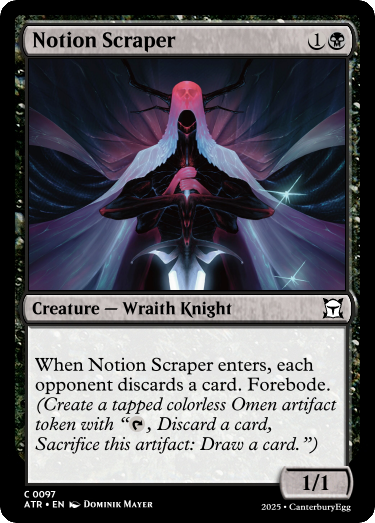 Notion Scraper 1
Creature — Wraith Knight
When Notion Scraper enters, each
opponent discards a card. Forebode.
(Create a tapped colorless Omen artifact
token with “, Discard a card,
Sacrifice this artifact: Draw a card.”)
1/1
C 0097
ATR • EN Dominik Mayer
2025 • CanterburyEgg